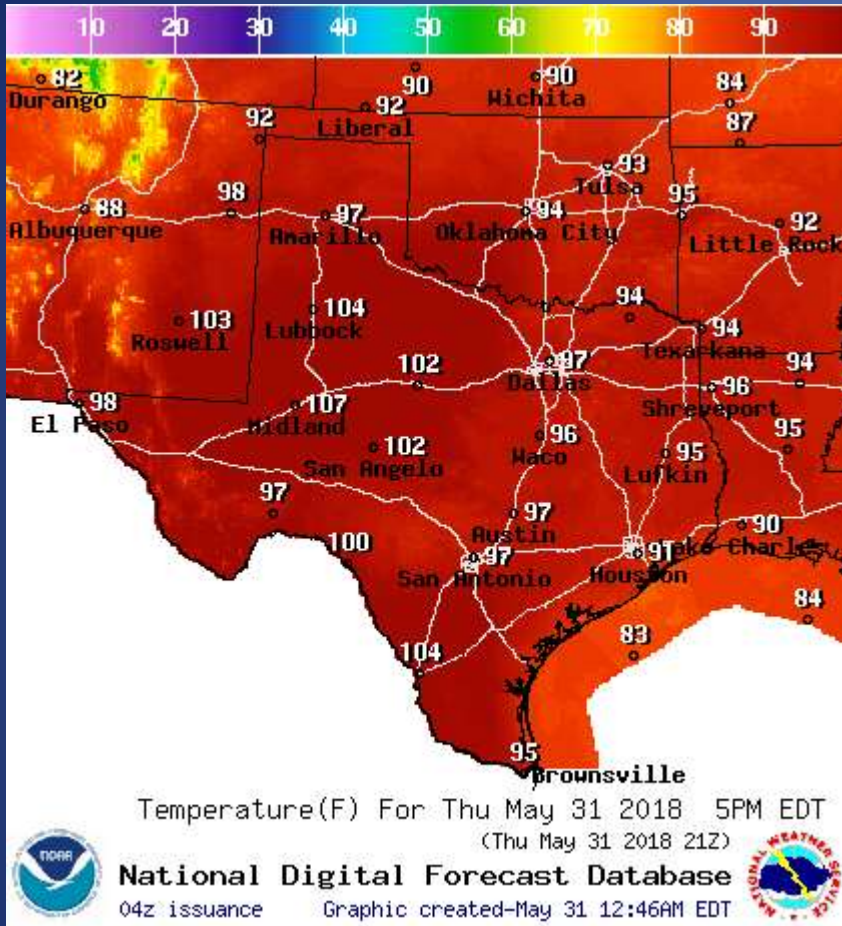 10 20 30 40 50 60 70 80 90
82
Durango
90
90
Wichita
84
92
Liberal
92
87
93
Tulsa
88
Albuquerque
98
97
Amarillo
94
Oklahoma City
95
92
Little Rock
103
Roswell
104
Lubbock
94
94
Texarkana
102
97
Dallas
94
98
El Paso
107
Midland
96
Shreveport
102
San Angelo
96
Waco
95
Lufkin
95
97
97
Austin
90
Lake Charles
100
97
San Antonio
91
Houston
84
83
104
95
Brownsville
Temperature(F) For Thu May 31 2018 5PM EDT
(Thu May 31 2018 21Z)
NOAA
National Digital Forecast Database
04z issuance Graphic created-May 31 12:46AM EDT
NATIONAL WEATHER SERVICE